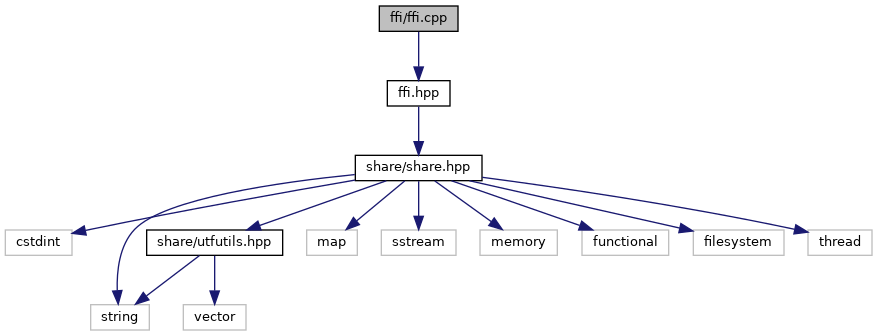 ffi/ffi.cpp
ffi.hpp
share/share.hpp
cstdint
share/utfutils.hpp
map
sstream
memory
functional
filesystem
thread
string
vector